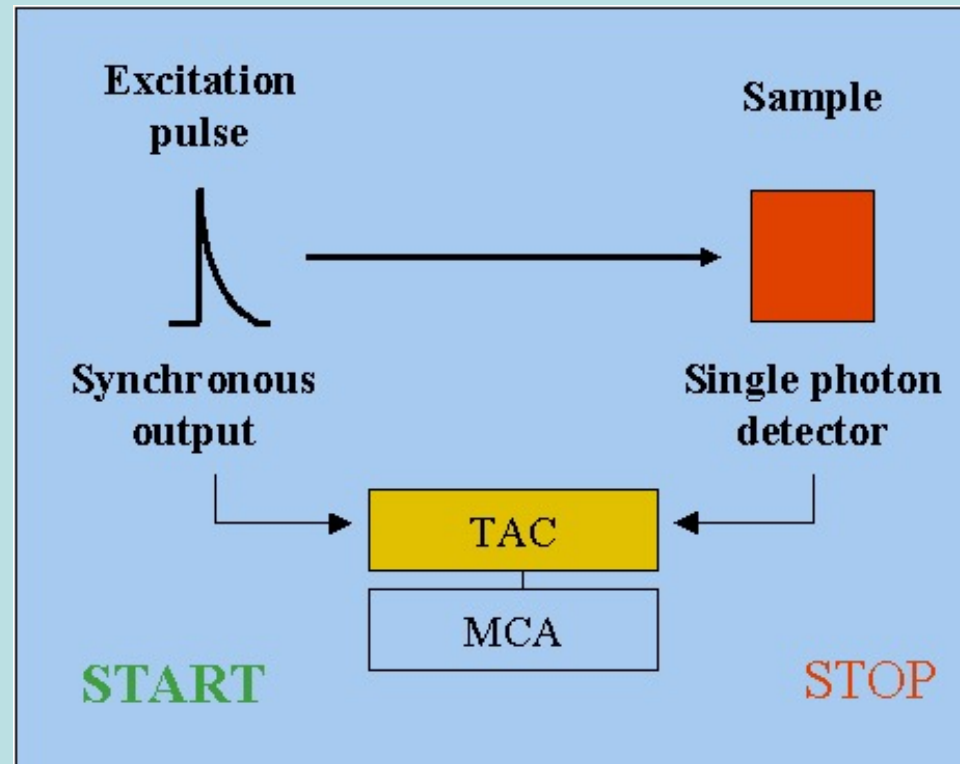 Excitation
pulse
Sample
Synchronous
output
Single photon
detector
TAC
MCA
START
STOP